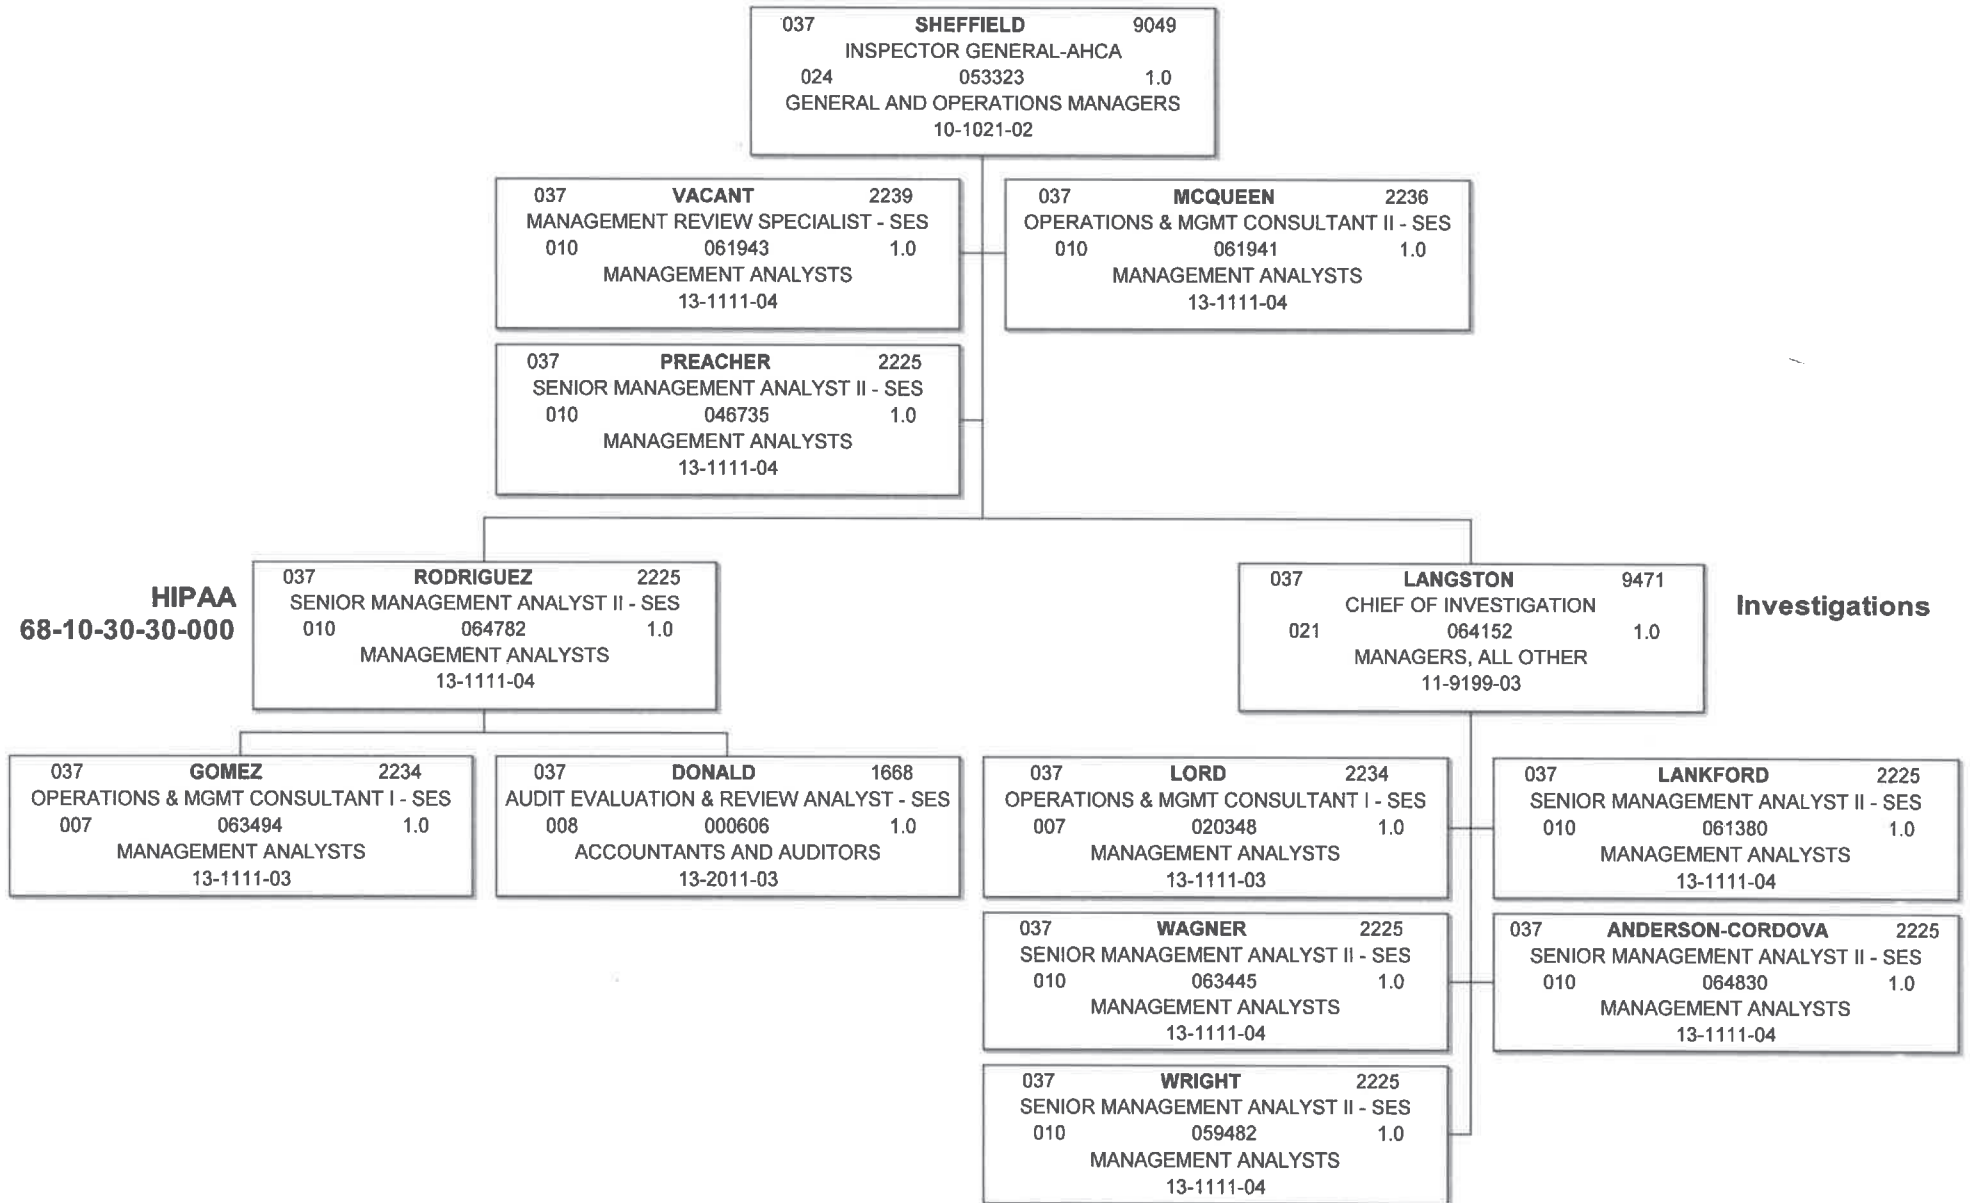 037 SHEFFIELD 9049
INSPECTOR GENERAL-AHCA
024 053323 1.0
GENERAL AND OPERATIONS MANAGERS
10-1021-02
037 VACANT 2239
MANAGEMENT REVIEW SPECIALIST - SES
010 061943 1.0
MANAGEMENT ANALYSTS
13-1111-04
037 MCQUEEN 2236
OPERATIONS & MGMT CONSULTANT II - SES
010 061941 1.0
MANAGEMENT ANALYSTS
13-1111-04
037 PREACHER 2225
SENIOR MANAGEMENT ANALYST II - SES
010 046735 1.0
MANAGEMENT ANALYSTS
13-1111-04
HIPAA
68-10-30-30-000
037 RODRIGUEZ 2225
SENIOR MANAGEMENT ANALYST II - SES
010 064782 1.0
MANAGEMENT ANALYSTS
13-1111-04
037 LANGSTON 9471
CHIEF OF INVESTIGATION
021 064152 1.0
MANAGERS, ALL OTHER
11-9199-03
Investigations
037 GOMEZ 2234
OPERATIONS & MGMT CONSULTANT I - SES
007 063494 1.0
MANAGEMENT ANALYSTS
13-1111-03
037 DONALD 1668
AUDIT EVALUATION & REVIEW ANALYST - SES
008 000606 1.0
ACCOUNTANTS AND AUDITORS
13-2011-03
037 LORD 2234
OPERATIONS & MGMT CONSULTANT I - SES
007 020348 1.0
MANAGEMENT ANALYSTS
13-1111-03
037 LANKFORD 2225
SENIOR MANAGEMENT ANALYST II - SES
010 061380 1.0
MANAGEMENT ANALYSTS
13-1111-04
037 WAGNER 2225
SENIOR MANAGEMENT ANALYST II - SES
010 063445 1.0
MANAGEMENT ANALYSTS
13-1111-04
037 ANDERSON-CORDOVA 2225
SENIOR MANAGEMENT ANALYST II - SES
010 064830 1.0
MANAGEMENT ANALYSTS
13-1111-04
037 WRIGHT 2225
SENIOR MANAGEMENT ANALYST II - SES
010 059482 1.0
MANAGEMENT ANALYSTS
13-1111-04